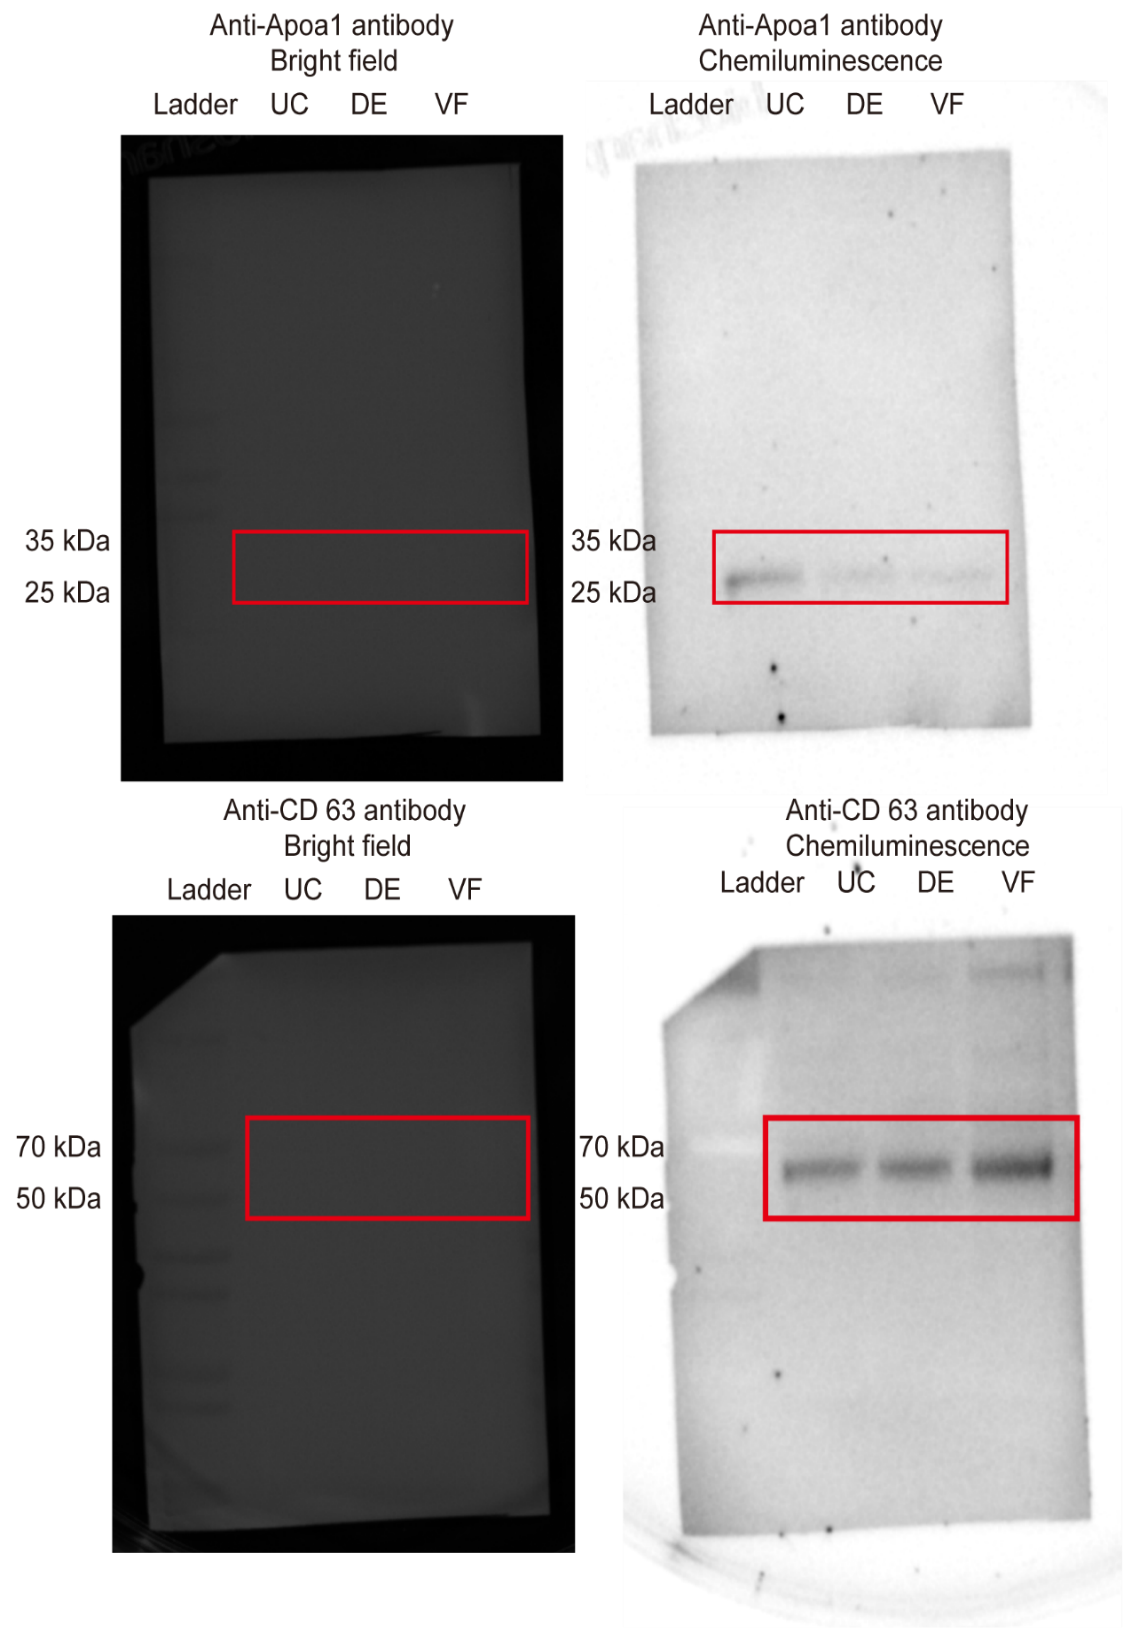 Anti-Apoa1 antibody
Bright field
Ladder UC DE VF
35 kDa
25 kDa
Anti-Apoa1 antibody
Chemiluminescence
Ladder UC DE VF
35 kDa
25 kDa
Anti-CD 63 antibody
Bright field
Ladder UC DE VF
70 kDa
50 kDa
Anti-CD 63 antibody
Chemiluminescence
Ladder UC DE VF
70 kDa
50 kDa